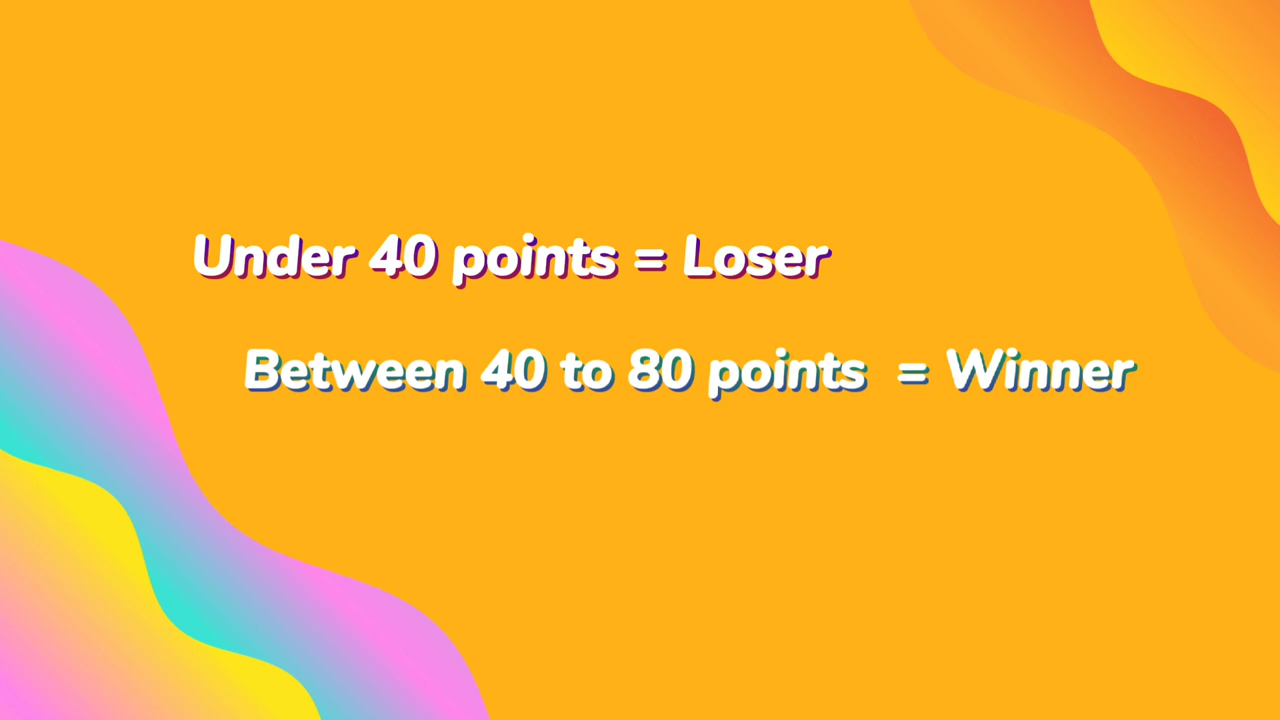 Under 40 points = Loser
Between 40 to 80 points = Winner